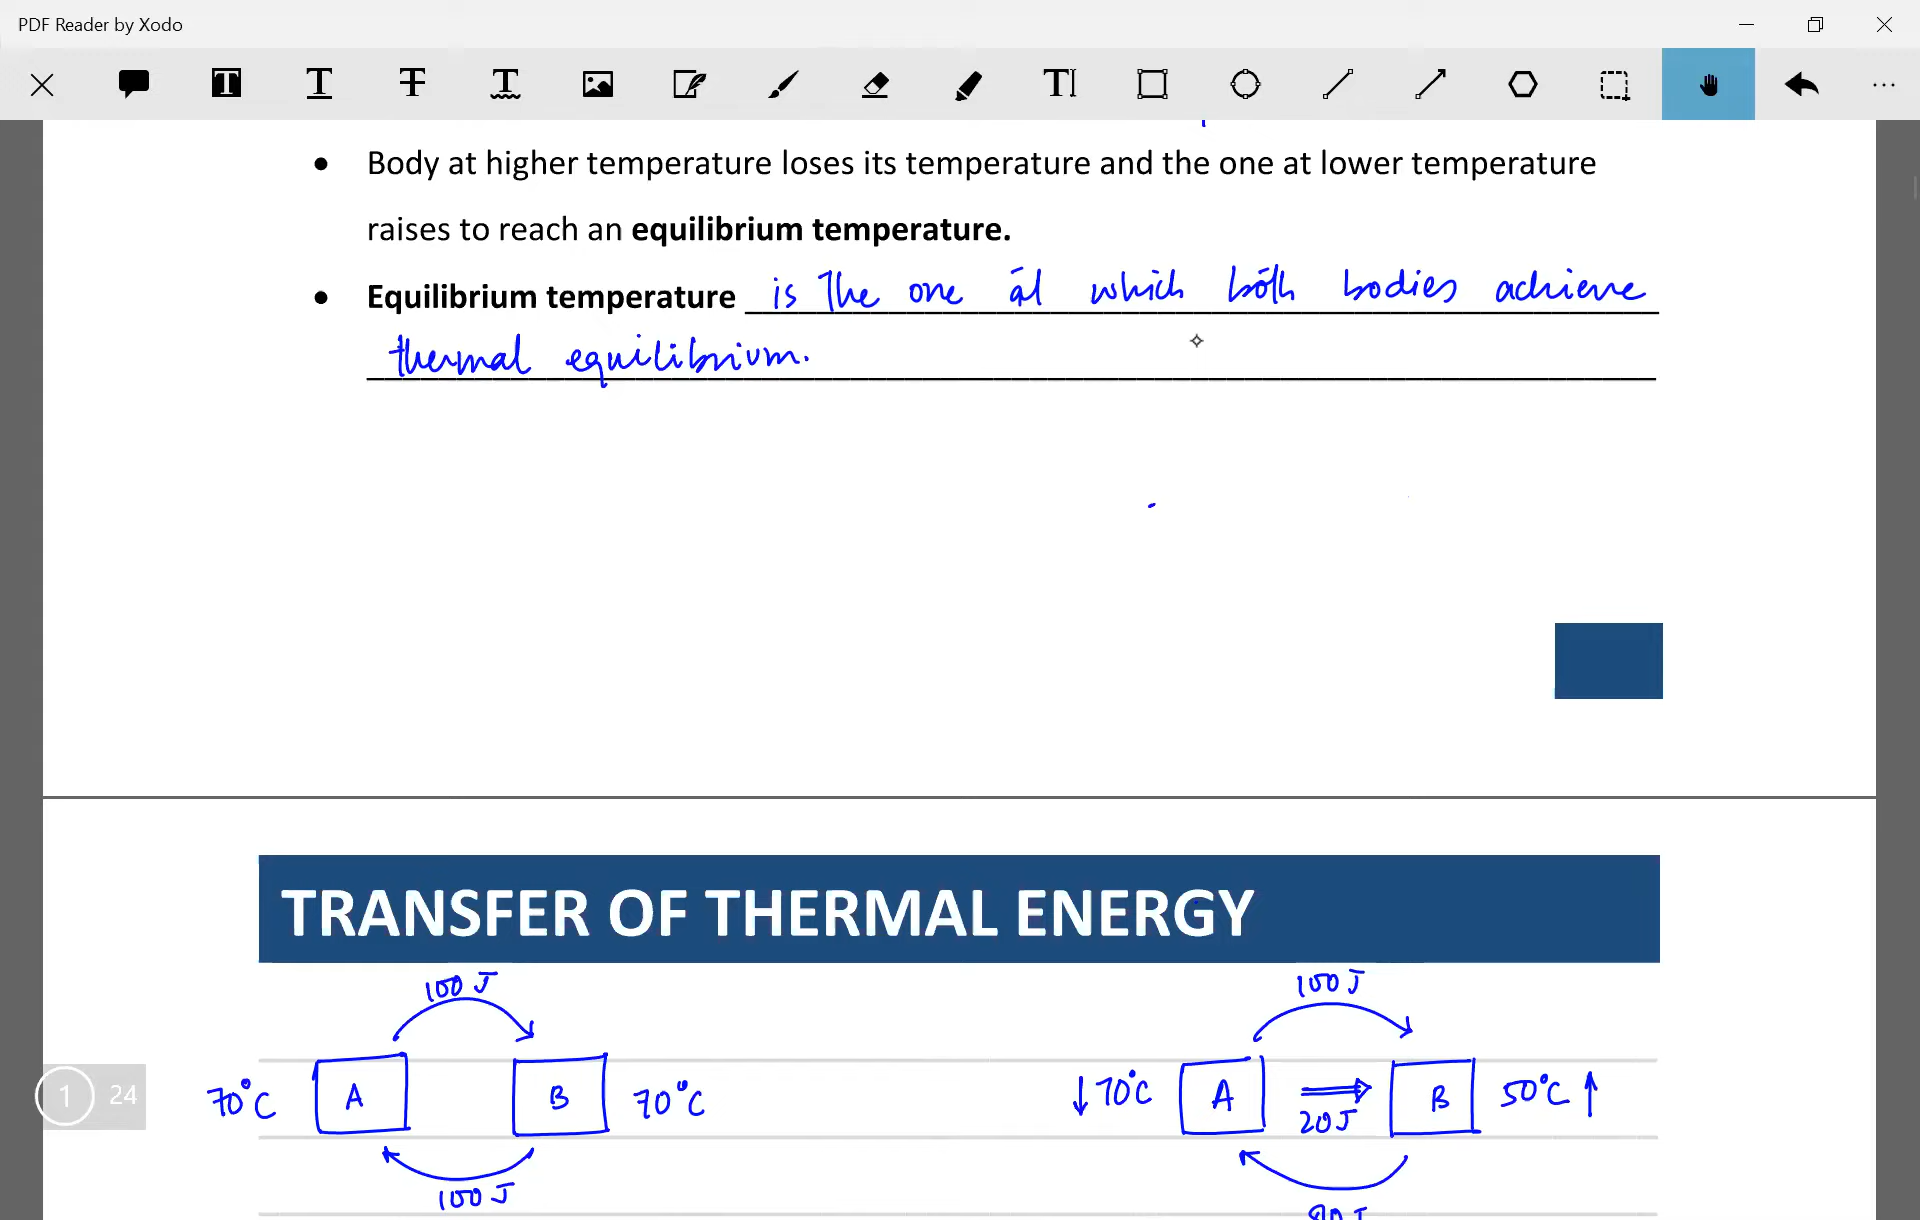 PDF Reader by Xodo
Body at higher temperature loses its temperature and the one at lower temperature
raises to reach an equilibrium temperature.
Equilibrium temperature is the one at which both bodies achieve
thermal equilibrium.
TRANSFER OF THERMAL ENERGY
100 J
100 J
70°C A B 70°C
↓70°C A 20J B 50°C ↑
100 J
80 J
1 24